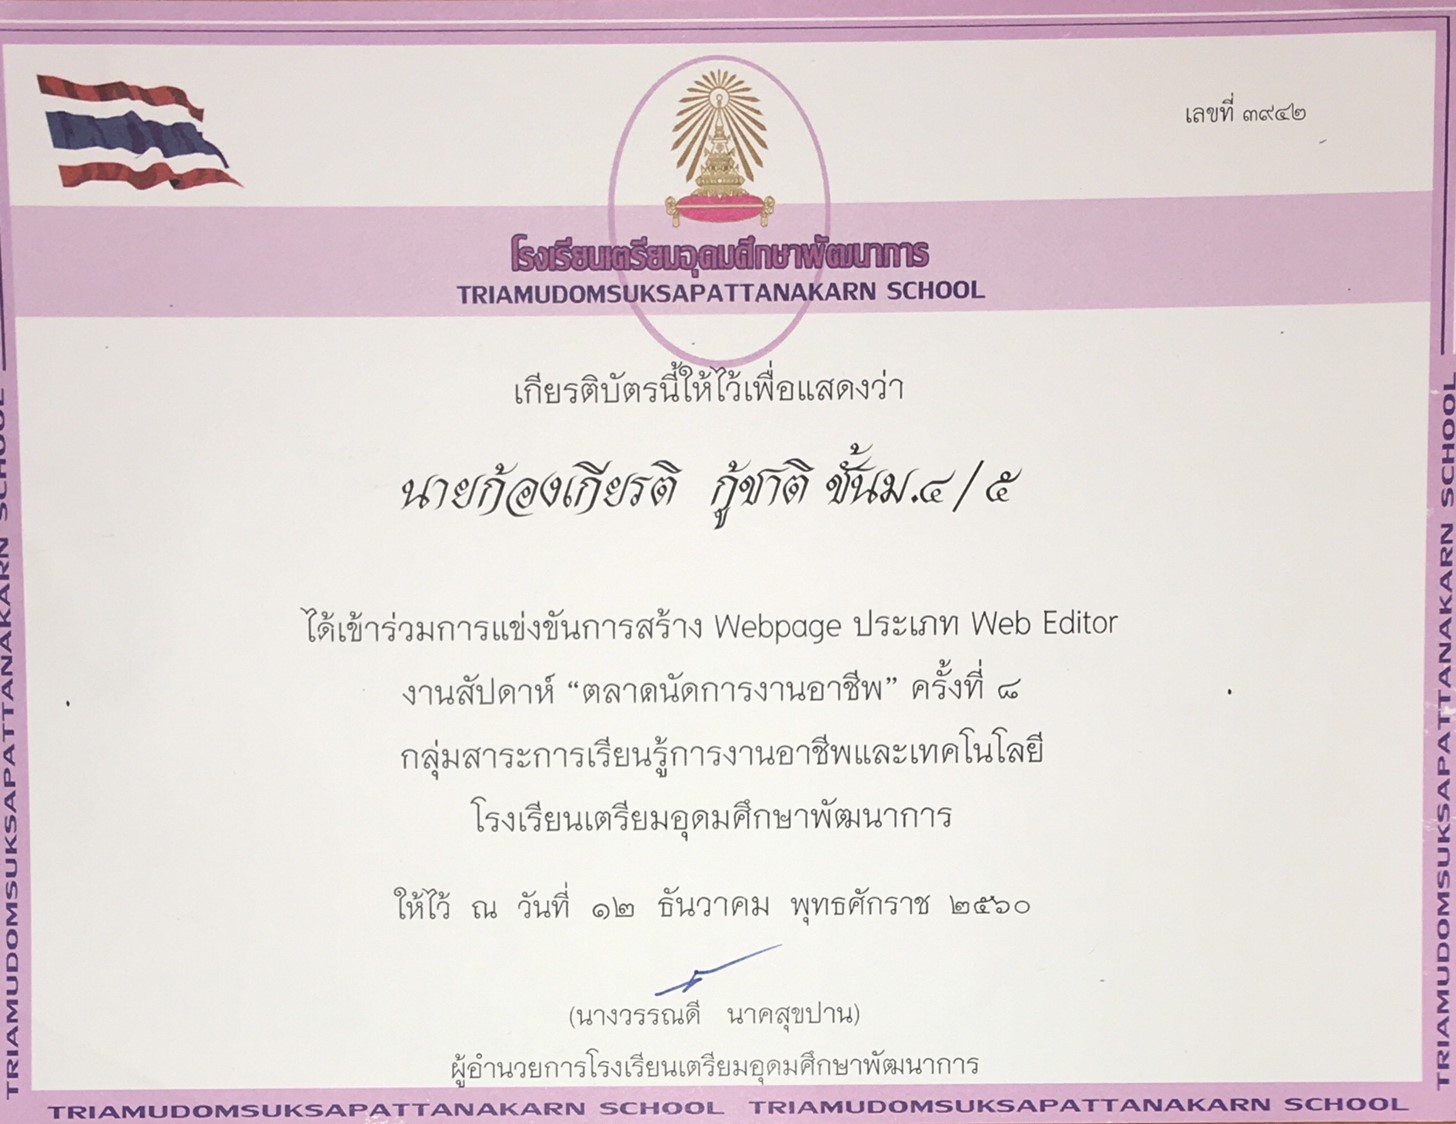 เลขที่ ๓๙๔๒
โรงเรียนเตรียมอุดมศึกษาพัฒนาการ
TRIAMUDOMSUKSAPATTANAKARN SCHOOL
เกียรติบัตรนี้ให้ไว้เพื่อแสดงว่า
นายก้องเกียรติ กู้ชาติ ชั้นม.๔/๕
ได้เข้าร่วมการแข่งขันการสร้าง Webpage ประเภท Web Editor
งานสัปดาห์ “ตลาดนัดการงานอาชีพ” ครั้งที่ ๘
กลุ่มสาระการเรียนรู้การงานอาชีพและเทคโนโลยี
โรงเรียนเตรียมอุดมศึกษาพัฒนาการ
ให้ไว้ ณ วันที่ ๑๒ ธันวาคม พุทธศักราช ๒๕๖๐
(นางวรรณดี นาคสุขปาน)
ผู้อำนวยการโรงเรียนเตรียมอุดมศึกษาพัฒนาการ
TRIAMUDOMSUKSAPATTANAKARN SCHOOL TRIAMUDOMSUKSAPATTANAKARN SCHOOL
TRIAMUDOMSUKSAPATTANAKARN SCHOOL
TRIAMUDOMSUKSAPATTANAKARN SCHOOL